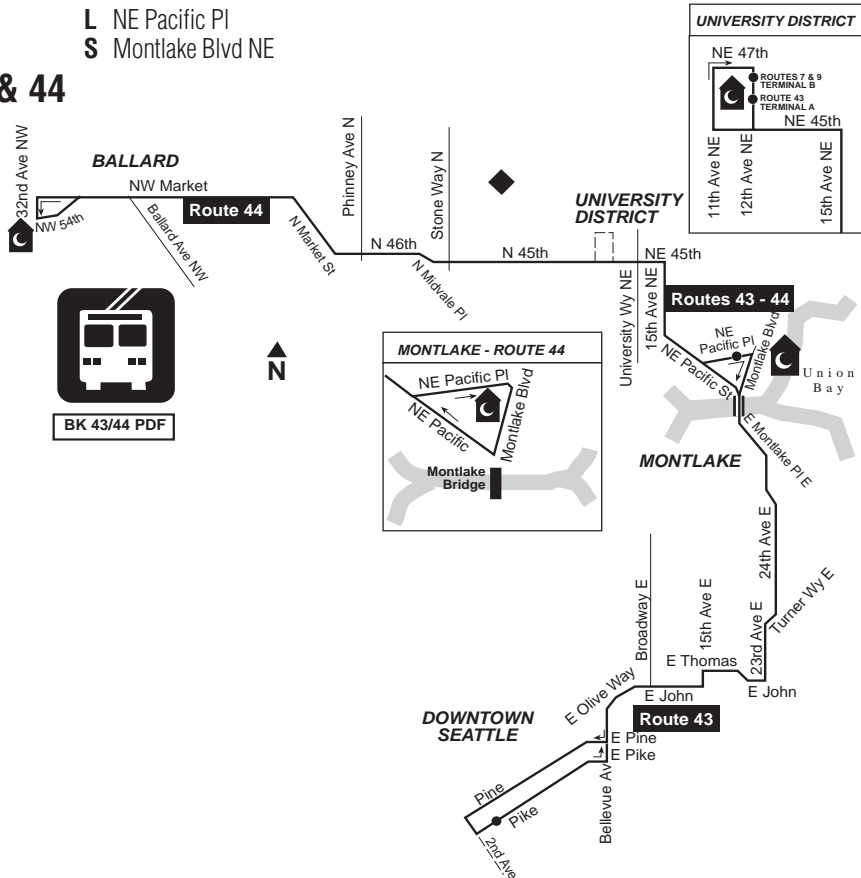 L NE Pacific Pl
S Montlake Blvd NE
& 44
UNIVERSITY DISTRICT
NE 47th
ROUTES 7 & 9
TERMINAL B
ROUTE 43
TERMINAL A
NE 45th
11th Ave NE
12th Ave NE
15th Ave NE
32nd Ave NW
BALLARD
NW Market
Route 44
NW 54th
Ballard Ave NW
N Market St
Phinney Ave N
N 46th
Stone Way N
N Midvale Pl
N 45th
UNIVERSITY
DISTRICT
NE 45th
University Wy NE
15th Ave NE
Routes 43 - 44
NE
Pacific Pl
Montlake Blvd
NE Pacific St
Union
Bay
E Montlake Pl E
MONTLAKE
BK 43/44 PDF
N
MONTLAKE - ROUTE 44
NE Pacific Pl
NE Pacific
Montlake Blvd
Montlake
Bridge
24th Ave E
Turner Wy E
23rd Ave E
15th Ave E
Broadway E
E Thomas
E John
E John
E Olive Way
Route 43
DOWNTOWN
SEATTLE
E Pine
E Pike
Bellevue Av
Pine
Pike
2nd Ave